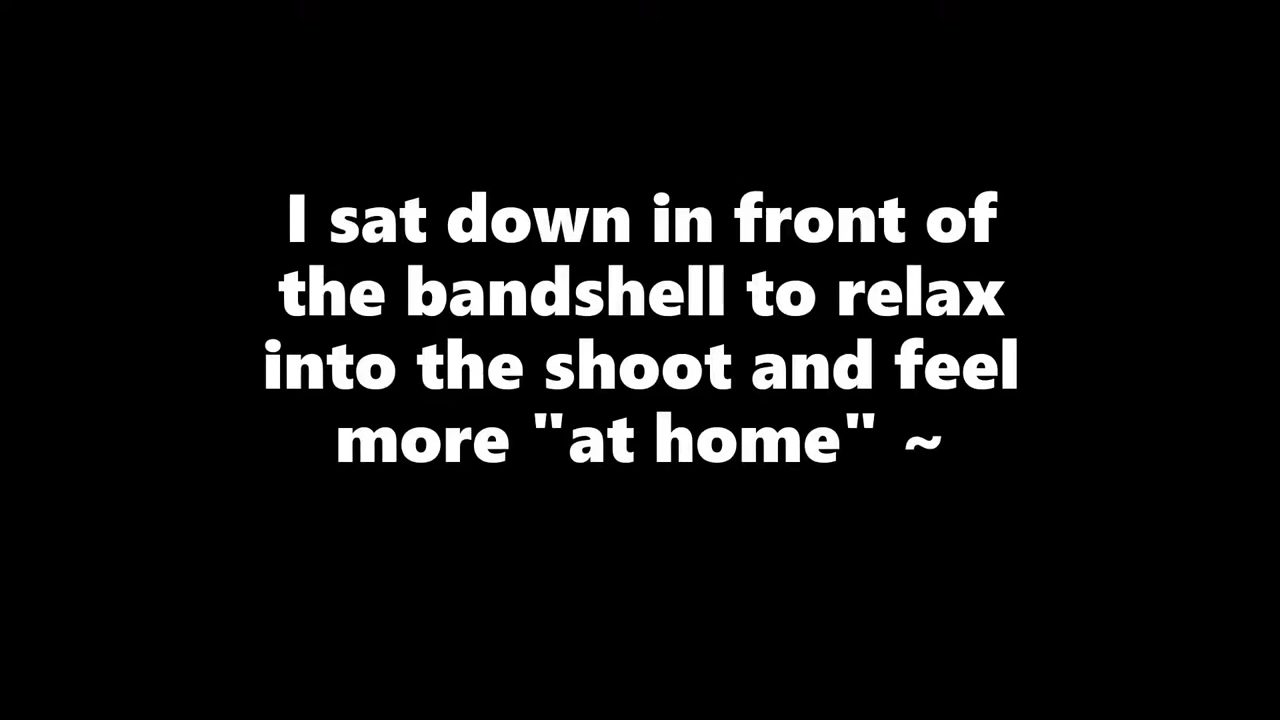 I sat down in front of
the bandshell to relax
into the shoot and feel
more "at home" ~